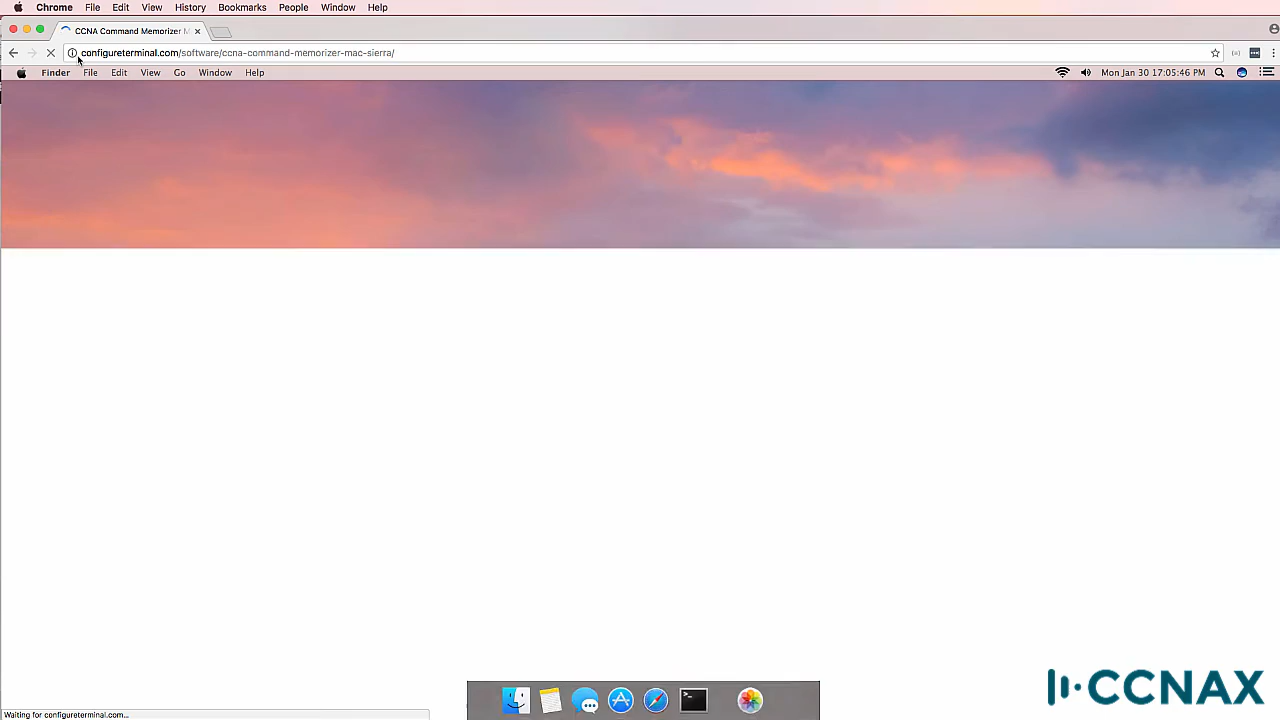 Chrome File Edit View History Bookmarks People Window Help
CCNA Command Memorizer
configureterminal.com/software/ccna-command-memorizer-mac-sierra/
Finder File Edit View Go Window Help Mon Jan 30 17:05:46 PM
CCNAX
Waiting for configureterminal.com...